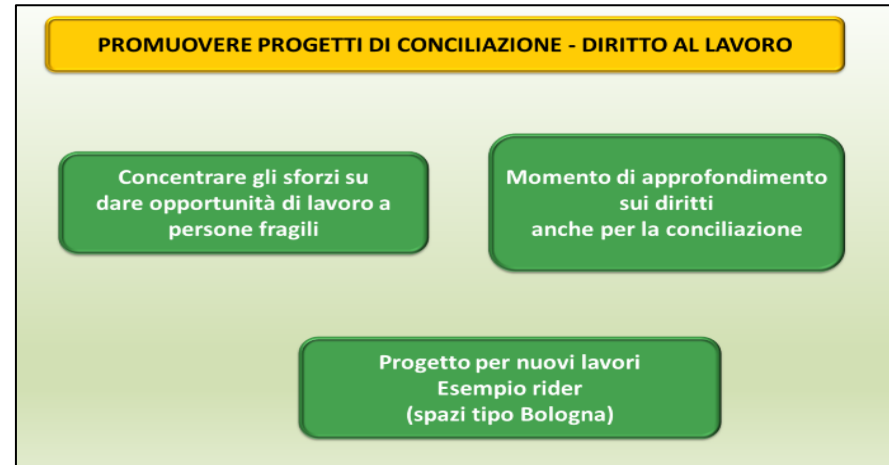 PROMUOVERE PROGETTI DI CONCILIAZIONE - DIRITTO AL LAVORO
Concentrare gli sforzi su
dare opportunità di lavoro a
persone fragili
Momento di approfondimento
sui diritti
anche per la conciliazione
Progetto per nuovi lavori
Esempio rider
(spazi tipo Bologna)